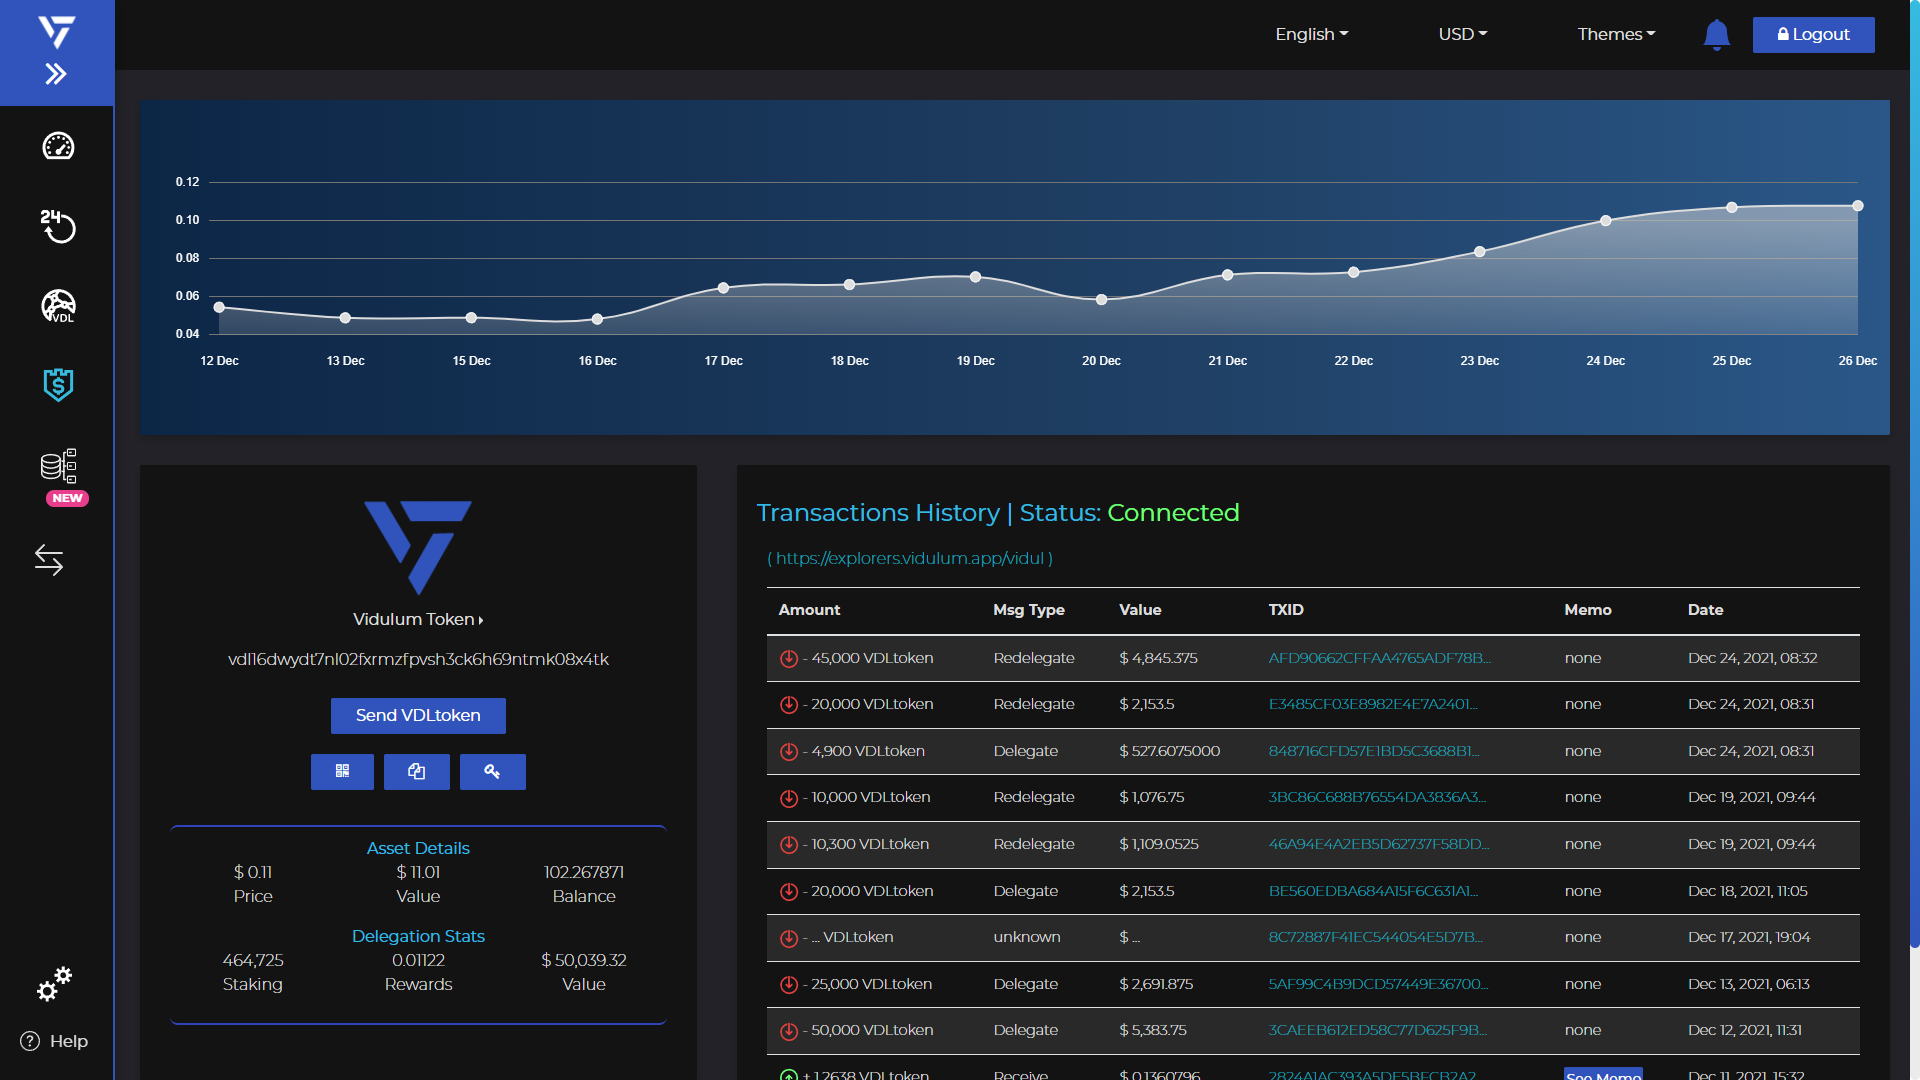 English
USD
Themes
Logout
24
VDL
NEW
Help
0.12
0.10
0.08
0.06
0.04
12 Dec 13 Dec 15 Dec 16 Dec 17 Dec 18 Dec 19 Dec 20 Dec 21 Dec 22 Dec 23 Dec 24 Dec 25 Dec 26 Dec
Vidulum Token
vdl16dwydt7nl02fxrmzfpvsh3ck6h69ntmk08x4tk
Send VDLtoken
Asset Details
$ 0.11 $ 11.01 102.267871
Price Value Balance
Delegation Stats
464,725 0.01122 $ 50,039.32
Staking Rewards Value
Transactions History | Status: Connected
( https://explorers.vidulum.app/vidul )
Amount Msg Type Value TXID Memo Date
- 45,000 VDLtoken Redelegate $ 4,845.375 AFD90662CFFAA4765ADF78B... none Dec 24, 2021, 08:32
- 20,000 VDLtoken Redelegate $ 2,153.5 E3485CF03E8982E4E7A2401... none Dec 24, 2021, 08:31
- 4,900 VDLtoken Delegate $ 527.6075000 848716CFD57E1BD5C3688B1... none Dec 24, 2021, 08:31
- 10,000 VDLtoken Redelegate $ 1,076.75 3BC86C688B76554DA3836A3... none Dec 19, 2021, 09:44
- 10,300 VDLtoken Redelegate $ 1,109.0525 46A94E4A2EB5D62737F58DD... none Dec 19, 2021, 09:44
- 20,000 VDLtoken Delegate $ 2,153.5 BE560EDBA684A15F6C631A1... none Dec 18, 2021, 11:05
- ... VDLtoken unknown $ ... 8C72887F41EC544054E5D7B... none Dec 17, 2021, 19:04
- 25,000 VDLtoken Delegate $ 2,691.875 5AF99C4B9DCD57449E36700... none Dec 13, 2021, 06:13
- 50,000 VDLtoken Delegate $ 5,383.75 3CAEEB612ED58C77D625F9B... none Dec 12, 2021, 11:31
+ 1.2638 VDLtoken Receive $ 0.1360796 2824A1AC393A5DE5BECB2A2... See Memo Dec 11, 2021, 15:32